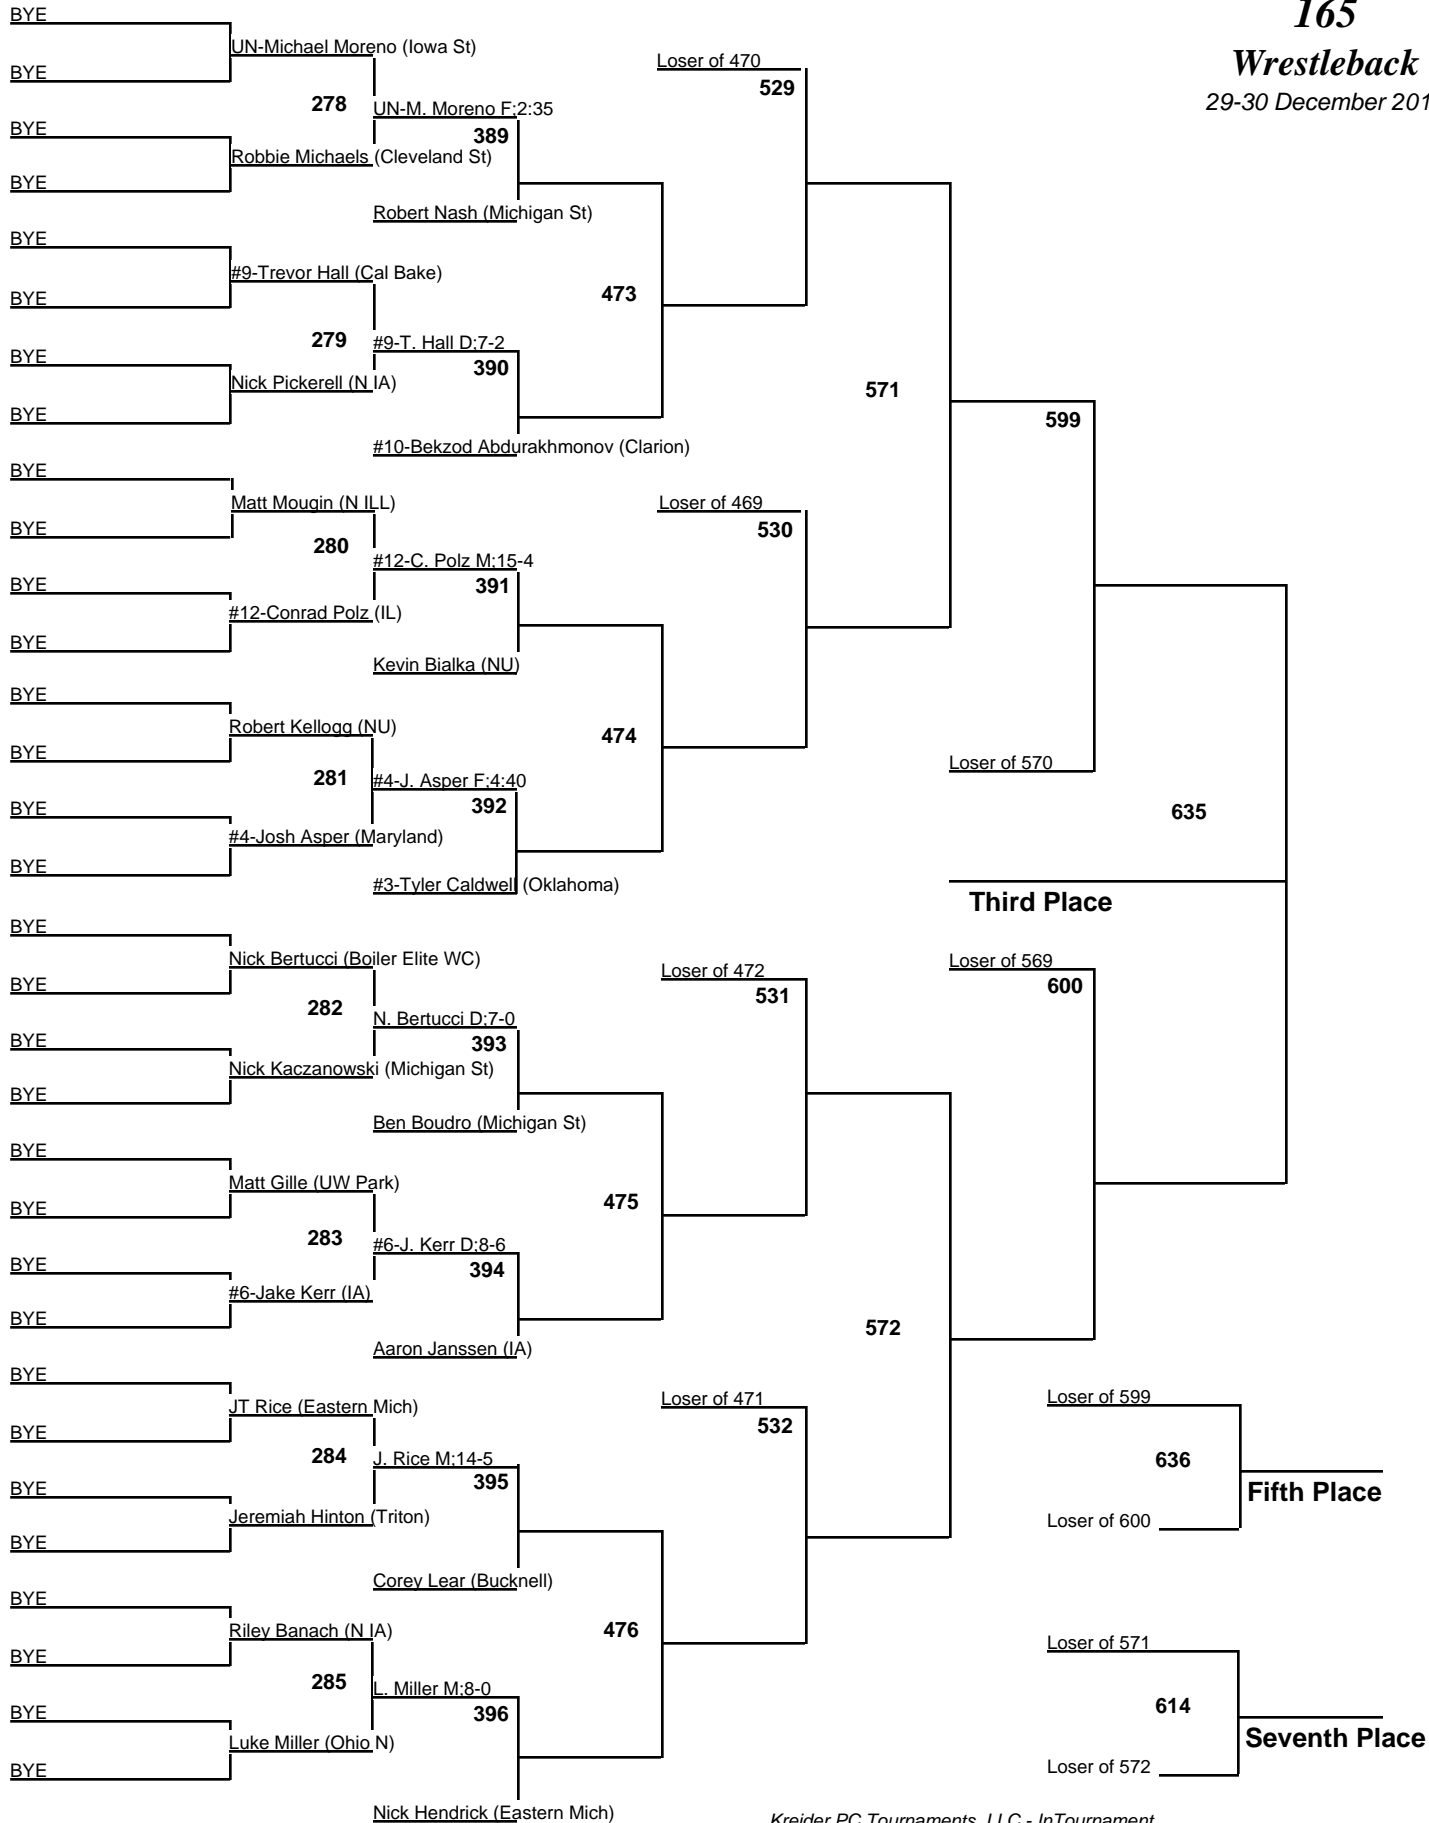 165
Wrestleback
29-30 December 201
BYE
UN-Michael Moreno (Iowa St)
Loser of 470
BYE
529
278
UN-M. Moreno F;2:35
BYE
389
Robbie Michaels (Cleveland St)
BYE
Robert Nash (Michigan St)
BYE
#9-Trevor Hall (Cal Bake)
BYE
473
279
#9-T. Hall D;7-2
BYE
390
Nick Pickerell (N IA)
571
BYE
599
#10-Bekzod Abdurakhmonov (Clarion)
BYE
Matt Mougin (N ILL)
Loser of 469
BYE
530
280
#12-C. Polz M;15-4
BYE
391
#12-Conrad Polz (IL)
BYE
Kevin Bialka (NU)
BYE
Robert Kellogg (NU)
474
BYE
Loser of 570
281
#4-J. Asper F;4:40
BYE
392
635
#4-Josh Asper (Maryland)
BYE
#3-Tyler Caldwell (Oklahoma)
Third Place
BYE
Nick Bertucci (Boiler Elite WC)
Loser of 569
Loser of 472
BYE
600
531
282
N. Bertucci D;7-0
BYE
393
Nick Kaczanowski (Michigan St)
BYE
Ben Boudro (Michigan St)
BYE
Matt Gille (UW Park)
475
BYE
283
#6-J. Kerr D;8-6
BYE
394
#6-Jake Kerr (IA)
BYE
572
Aaron Janssen (IA)
BYE
Loser of 599
JT Rice (Eastern Mich)
Loser of 471
BYE
532
284
J. Rice M;14-5
636
BYE
395
Fifth Place
Jeremiah Hinton (Triton)
Loser of 600
BYE
Corey Lear (Bucknell)
BYE
Riley Banach (N IA)
476
Loser of 571
BYE
285
L. Miller M;8-0
614
BYE
396
Luke Miller (Ohio N)
Seventh Place
BYE
Loser of 572
Nick Hendrick (Eastern Mich)
Kreider PC Tournaments, LLC - InTournament